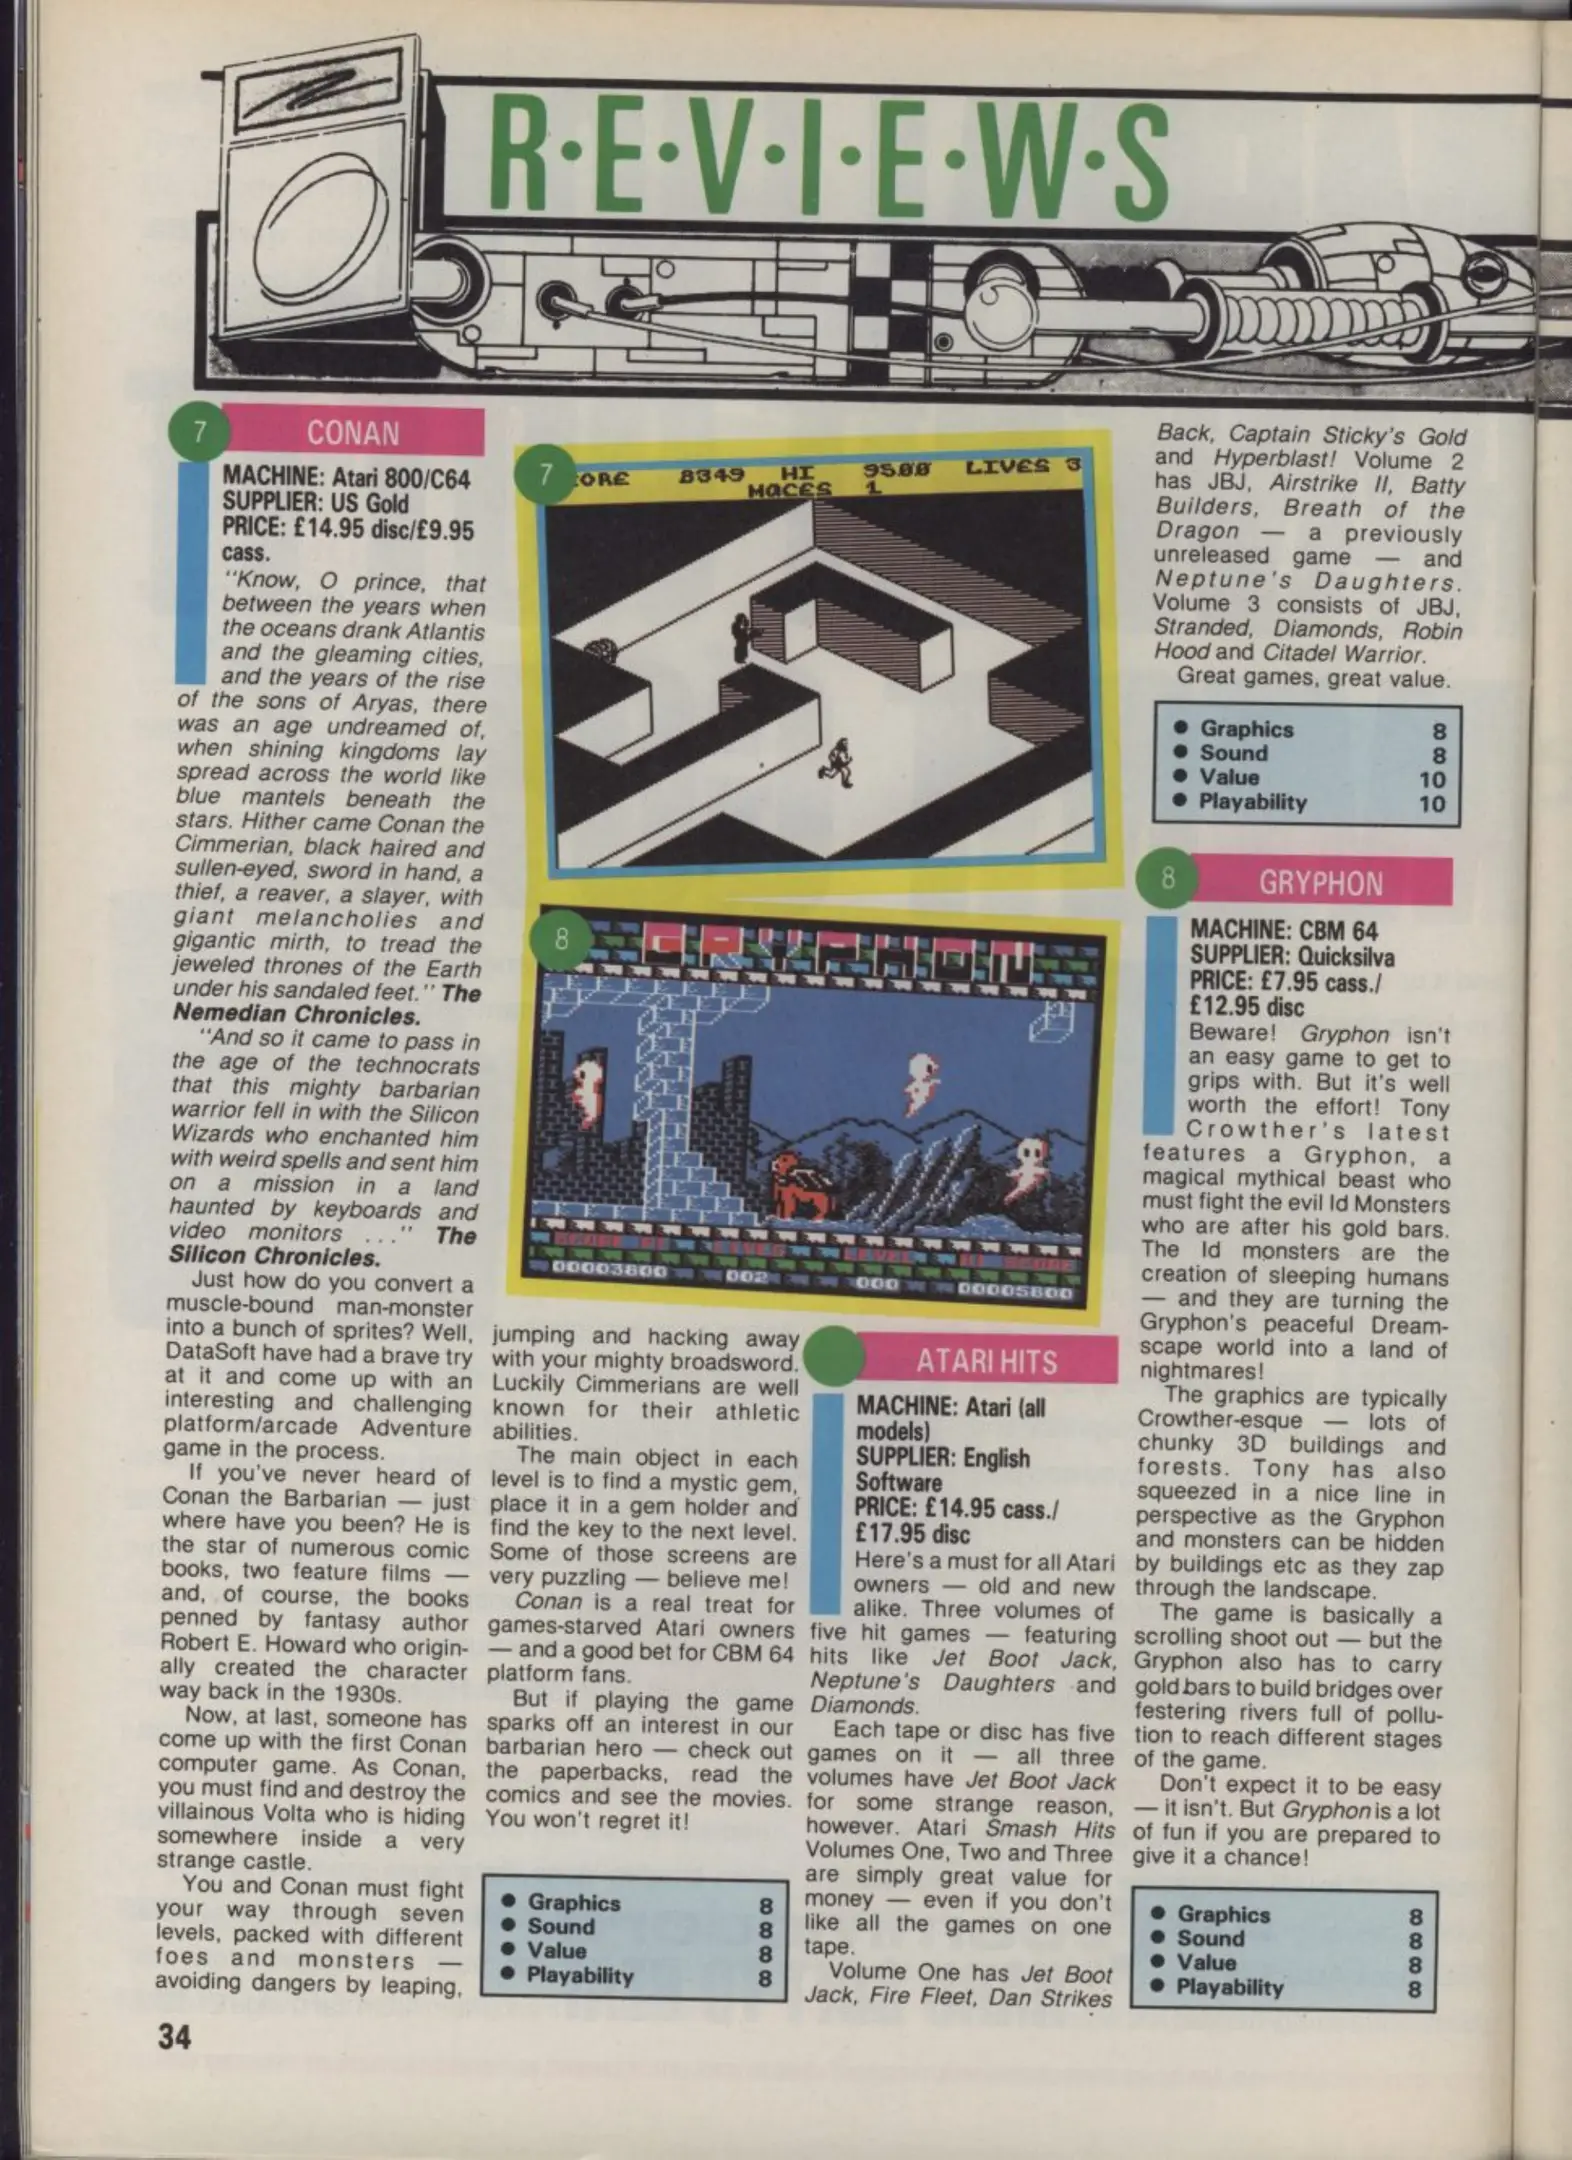 R·E·V·I·E·W·S
7
CONAN
MACHINE: Atari 800/C64
SUPPLIER: US Gold
PRICE: £14.95 disc/£9.95
cass.
"Know, O prince, that
between the years when
the oceans drank Atlantis
and the gleaming cities,
and the years of the rise
of the sons of Aryas, there
was an age undreamed of,
when shining kingdoms lay
spread across the world like
blue mantels beneath the
stars. Hither came Conan the
Cimmerian, black haired and
sullen-eyed, sword in hand, a
thief, a reaver, a slayer, with
giant melancholies and
gigantic mirth, to tread the
jeweled thrones of the Earth
under his sandaled feet." The
Nemedian Chronicles.
"And so it came to pass in
the age of the technocrats
that this mighty barbarian
warrior fell in with the Silicon
Wizards who enchanted him
with weird spells and sent him
on a mission in a land
haunted by keyboards and
video monitors ..." The
Silicon Chronicles.
Just how do you convert a
muscle-bound man-monster
into a bunch of sprites? Well,
DataSoft have had a brave try
at it and come up with an
interesting and challenging
platform/arcade Adventure
game in the process.
If you've never heard of
Conan the Barbarian — just
where have you been? He is
the star of numerous comic
books, two feature films —
and, of course, the books
penned by fantasy author
Robert E. Howard who origin-
ally created the character
way back in the 1930s.
Now, at last, someone has
come up with the first Conan
computer game. As Conan,
you must find and destroy the
villainous Volta who is hiding
somewhere inside a very
strange castle.
You and Conan must fight
your way through seven
levels, packed with different
foes and monsters —
avoiding dangers by leaping,
7
ORE 8349 HI 9500 LIVES 3
MACES 1
8
GRYPHON
SCORE P1 LIVES LEVEL HI SCORE
00003800 002 000 00005800
jumping and hacking away
with your mighty broadsword.
Luckily Cimmerians are well
known for their athletic
abilities.
The main object in each
level is to find a mystic gem,
place it in a gem holder and
find the key to the next level.
Some of those screens are
very puzzling — believe me!
Conan is a real treat for
games-starved Atari owners
— and a good bet for CBM 64
platform fans.
But if playing the game
sparks off an interest in our
barbarian hero — check out
the paperbacks, read the
comics and see the movies.
You won't regret it!
● Graphics 8
● Sound 8
● Value 8
● Playability 8
ATARI HITS
MACHINE: Atari (all
models)
SUPPLIER: English
Software
PRICE: £14.95 cass./
£17.95 disc
Here's a must for all Atari
owners — old and new
alike. Three volumes of
five hit games — featuring
hits like Jet Boot Jack,
Neptune's Daughters and
Diamonds.
Each tape or disc has five
games on it — all three
volumes have Jet Boot Jack
for some strange reason,
however. Atari Smash Hits
Volumes One, Two and Three
are simply great value for
money — even if you don't
like all the games on one
tape.
Volume One has Jet Boot
Jack, Fire Fleet, Dan Strikes
Back, Captain Sticky's Gold
and Hyperblast! Volume 2
has JBJ, Airstrike II, Batty
Builders, Breath of the
Dragon — a previously
unreleased game — and
Neptune's Daughters.
Volume 3 consists of JBJ,
Stranded, Diamonds, Robin
Hood and Citadel Warrior.
Great games, great value.
● Graphics 8
● Sound 8
● Value 10
● Playability 10
8
GRYPHON
MACHINE: CBM 64
SUPPLIER: Quicksilva
PRICE: £7.95 cass./
£12.95 disc
Beware! Gryphon isn't
an easy game to get to
grips with. But it's well
worth the effort! Tony
Crowther's latest
features a Gryphon, a
magical mythical beast who
must fight the evil Id Monsters
who are after his gold bars.
The Id monsters are the
creation of sleeping humans
— and they are turning the
Gryphon's peaceful Dream-
scape world into a land of
nightmares!
The graphics are typically
Crowther-esque — lots of
chunky 3D buildings and
forests. Tony has also
squeezed in a nice line in
perspective as the Gryphon
and monsters can be hidden
by buildings etc as they zap
through the landscape.
The game is basically a
scrolling shoot out — but the
Gryphon also has to carry
gold bars to build bridges over
festering rivers full of pollu-
tion to reach different stages
of the game.
Don't expect it to be easy
— it isn't. But Gryphon is a lot
of fun if you are prepared to
give it a chance!
● Graphics 8
● Sound 8
● Value 8
● Playability 8
34